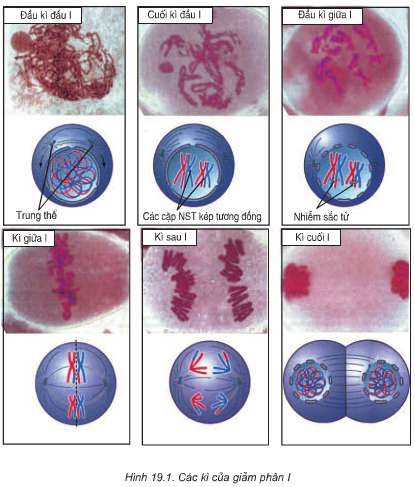 Đầu kì đầu I
Cuối kì đầu I
Đầu kì giữa I
Trung thể
Các cặp NST kép tương đồng
Nhiễm sắc tử
Kì giữa I
Kì sau I
Kì cuối I
Hình 19.1. Các kì của giảm phân I